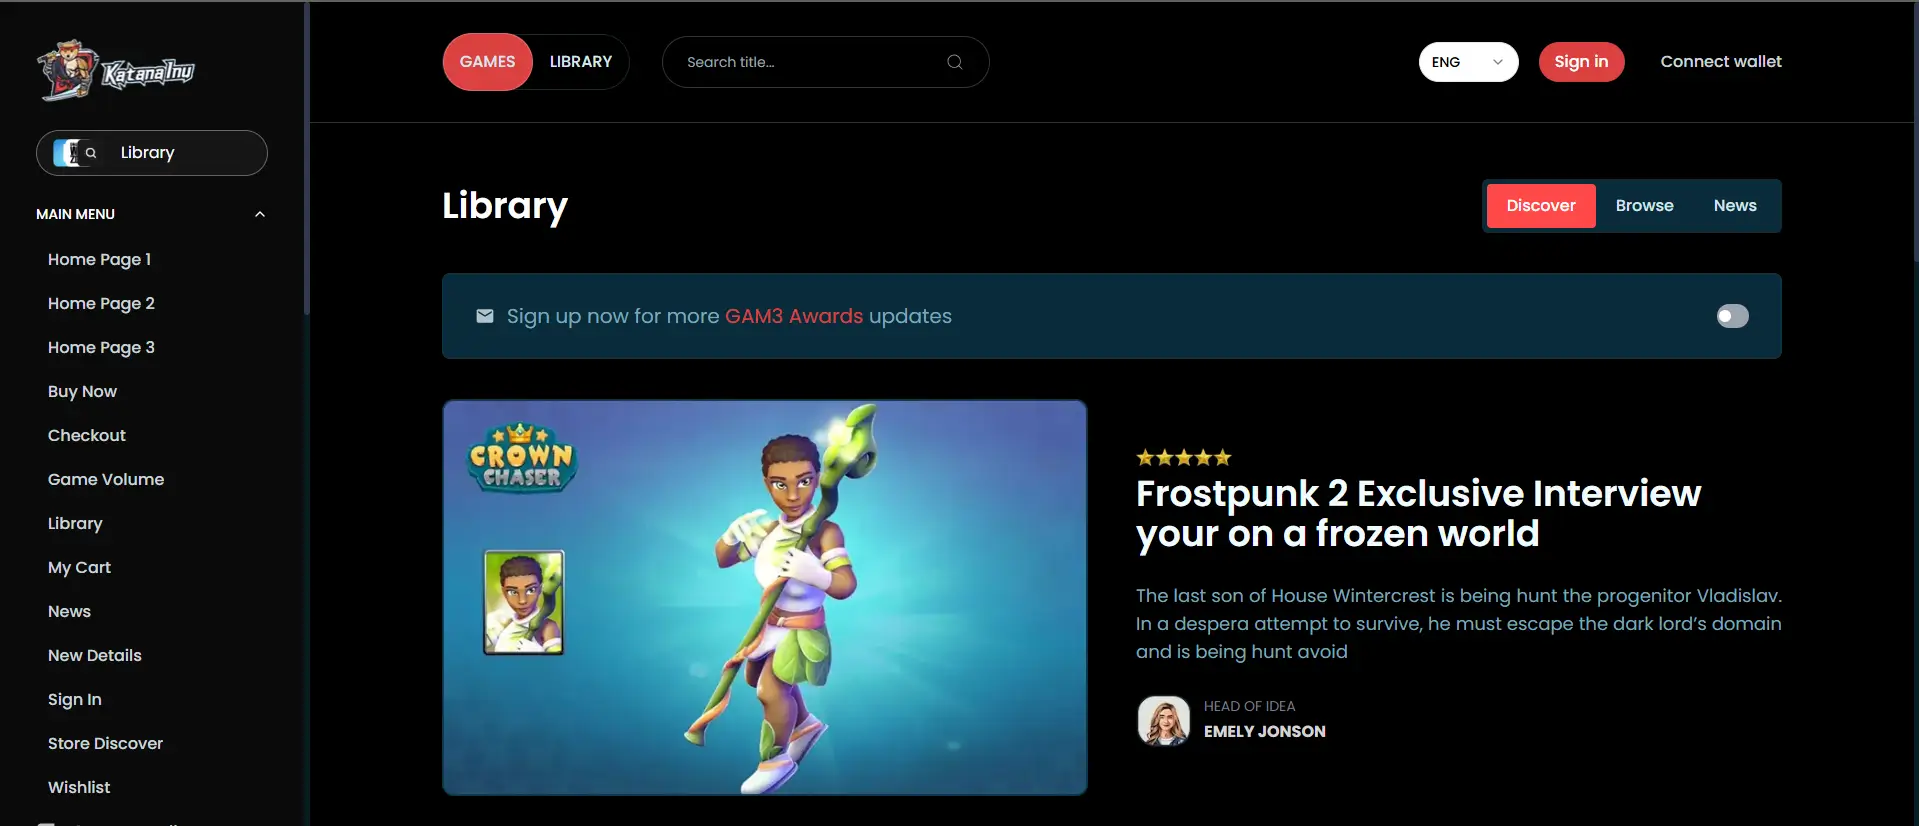 KatanaInu
Library
MAIN MENU
Home Page 1
Home Page 2
Home Page 3
Buy Now
Checkout
Game Volume
Library
My Cart
News
New Details
Sign In
Store Discover
Wishlist
GAMES
LIBRARY
Search title...
ENG
Sign in
Connect wallet
Library
Discover
Browse
News
Sign up now for more GAM3 Awards updates
CROWN
CHASER
Frostpunk 2 Exclusive Interview
your on a frozen world
The last son of House Wintercrest is being hunt the progenitor Vladislav.
In a despera attempt to survive, he must escape the dark lord’s domain
and is being hunt avoid
HEAD OF IDEA
EMELY JONSON